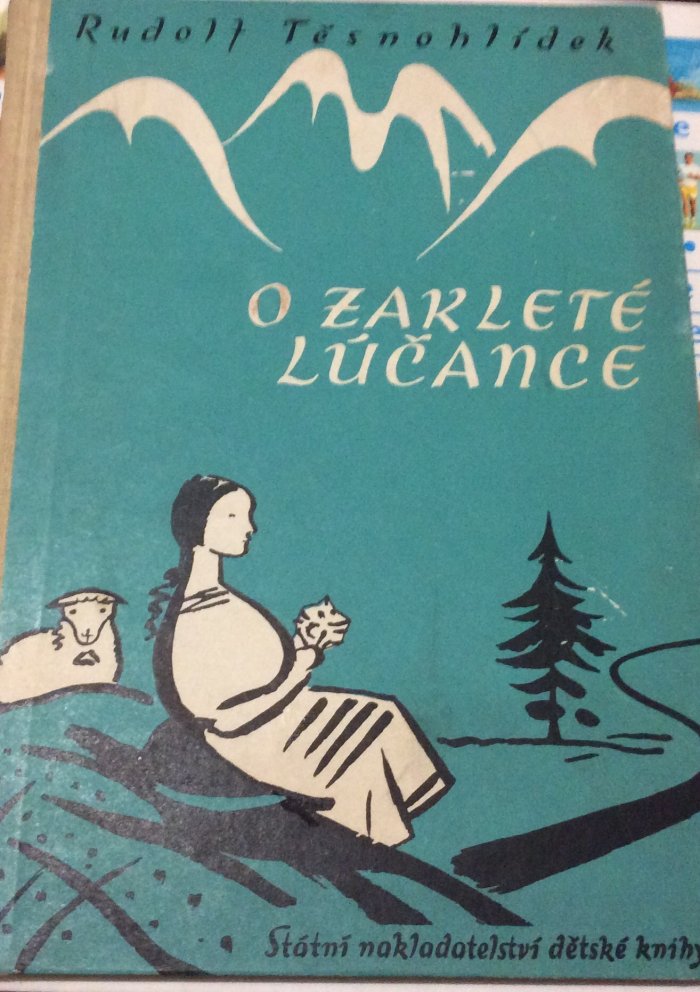 Rudolf Těsnohlídek
O ZAKLETÉ
LÚČANCE
Státní nakladatelství dětské knihy